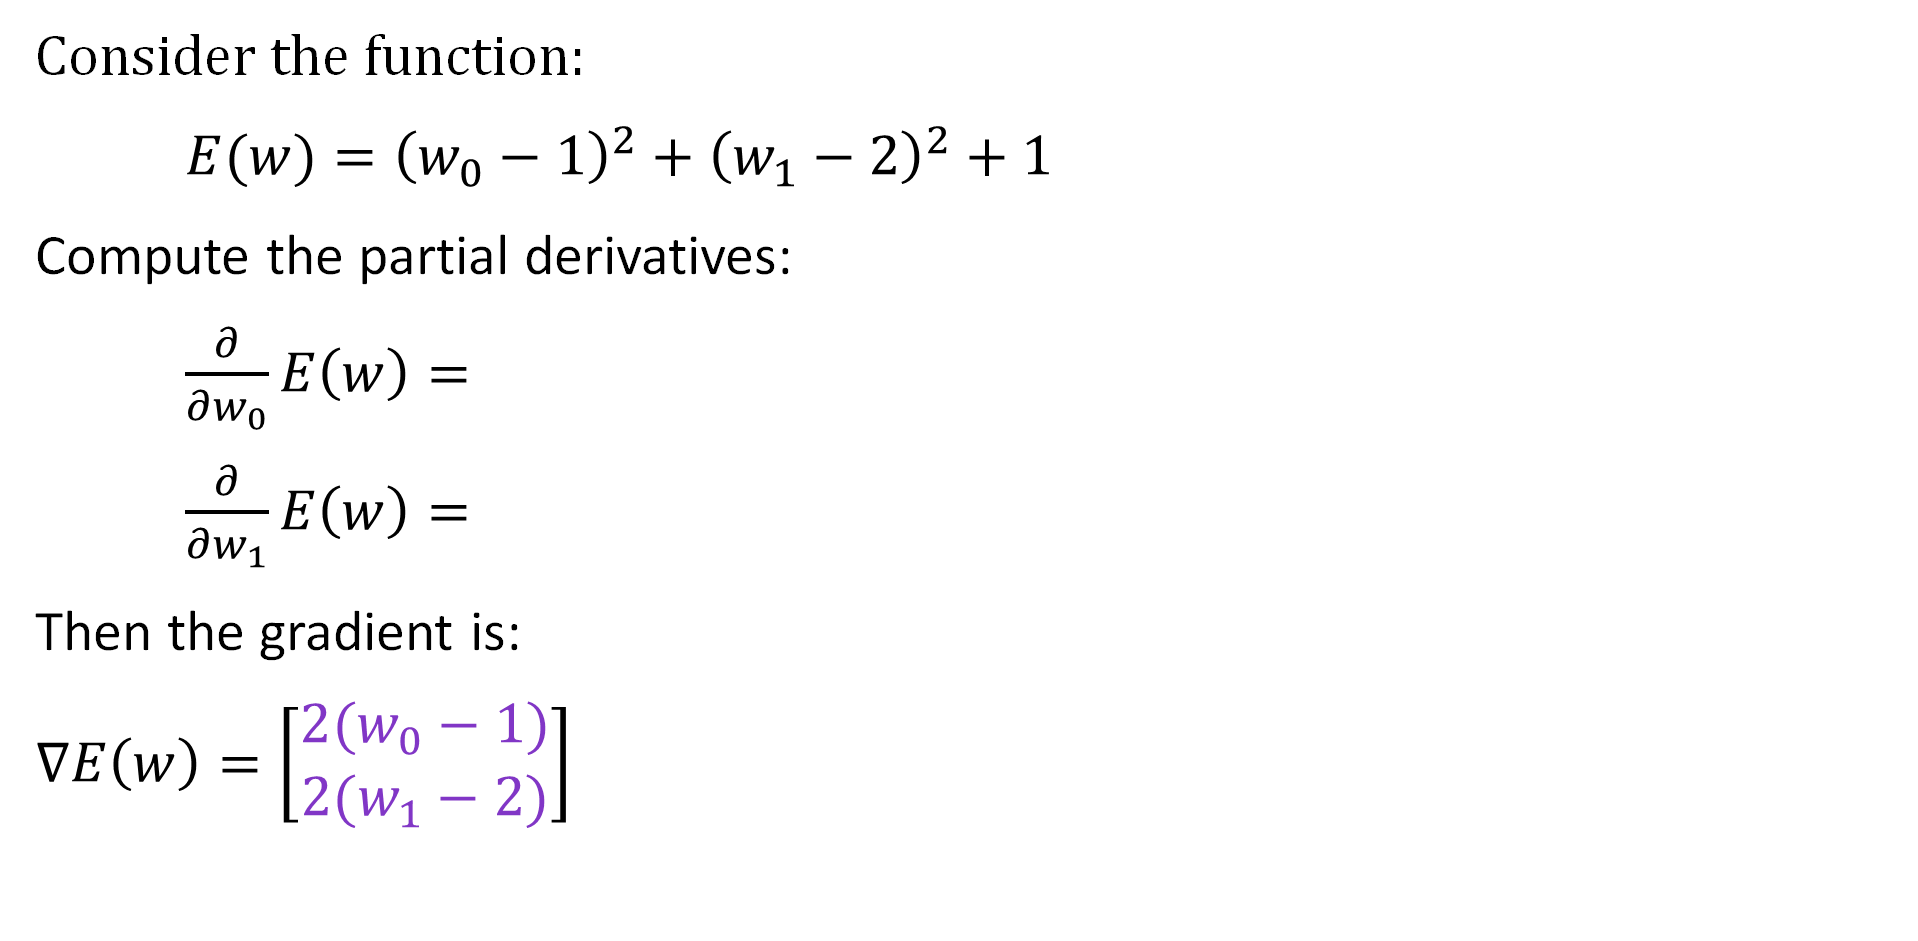 Consider the function:
E(w) = (w₀ − 1)² + (w₁ − 2)² + 1
Compute the partial derivatives:
∂/∂w₀ E(w) =
∂/∂w₁ E(w) =
Then the gradient is:
∇E(w) = [2(w₀ − 1)
2(w₁ − 2)]